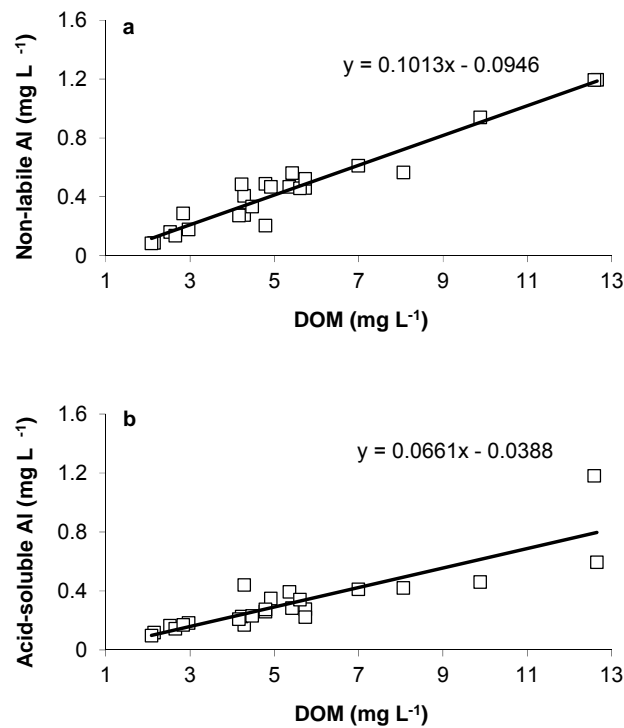 a
y = 0.1013x - 0.0946
Non-labile Al (mg L⁻¹)
1.6
1.2
0.8
0.4
0
1 3 5 7 9 11 13
DOM (mg L⁻¹)
b
y = 0.0661x - 0.0388
Acid-soluble Al (mg L⁻¹)
1.6
1.2
0.8
0.4
0
1 3 5 7 9 11 13
DOM (mg L⁻¹)